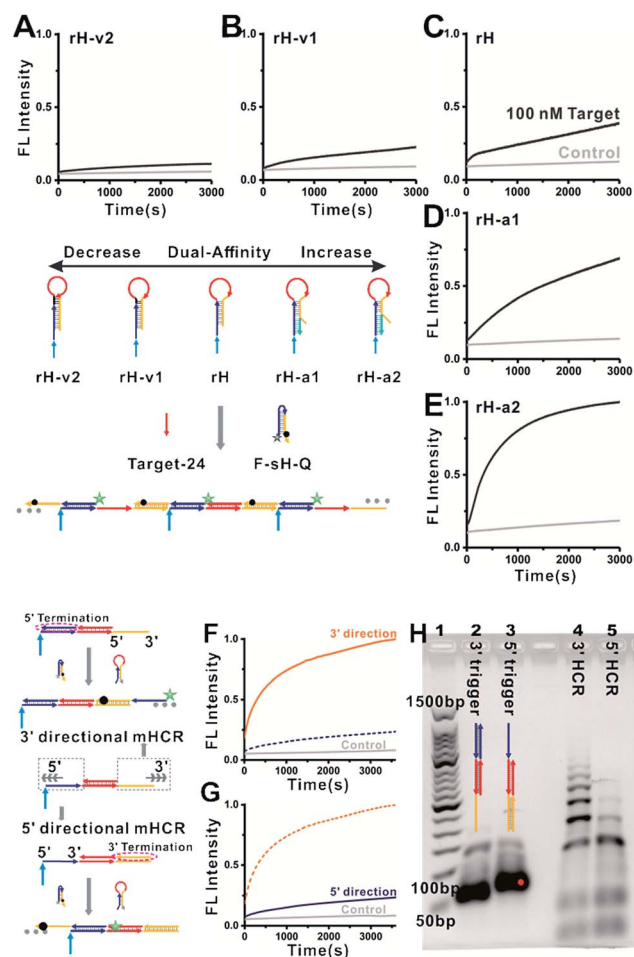 A
rH-v2
FL Intensity
1.0
0.5
0.0
0 1000 2000 3000
Time(s)
B
rH-v1
1.0
0.5
0.0
0 1000 2000 3000
Time(s)
C
rH
1.0
0.5
0.0
100 nM Target
Control
0 1000 2000 3000
Time(s)
Decrease Dual-Affinity Increase
rH-v2 rH-v1 rH rH-a1 rH-a2
Target-24 F-sH-Q
D
rH-a1
FL Intensity
1.0
0.5
0.0
0 1000 2000 3000
E
rH-a2
FL Intensity
1.0
0.5
0.0
0 1000 2000 3000
Time(s)
5' Termination
5' 3'
3' directional mHCR
5' 3'
5' directional mHCR
5' 3' 3' Termination
F
FL Intensity
1.0
0.5
0.0
3' direction
Control
0 1000 2000 3000
G
FL Intensity
1.0
0.5
0.0
5' direction
Control
0 1000 2000 3000
Time(s)
H
1 2 3 4 5
3' trigger
5' trigger
3' HCR
5' HCR
1500bp
100bp
50bp